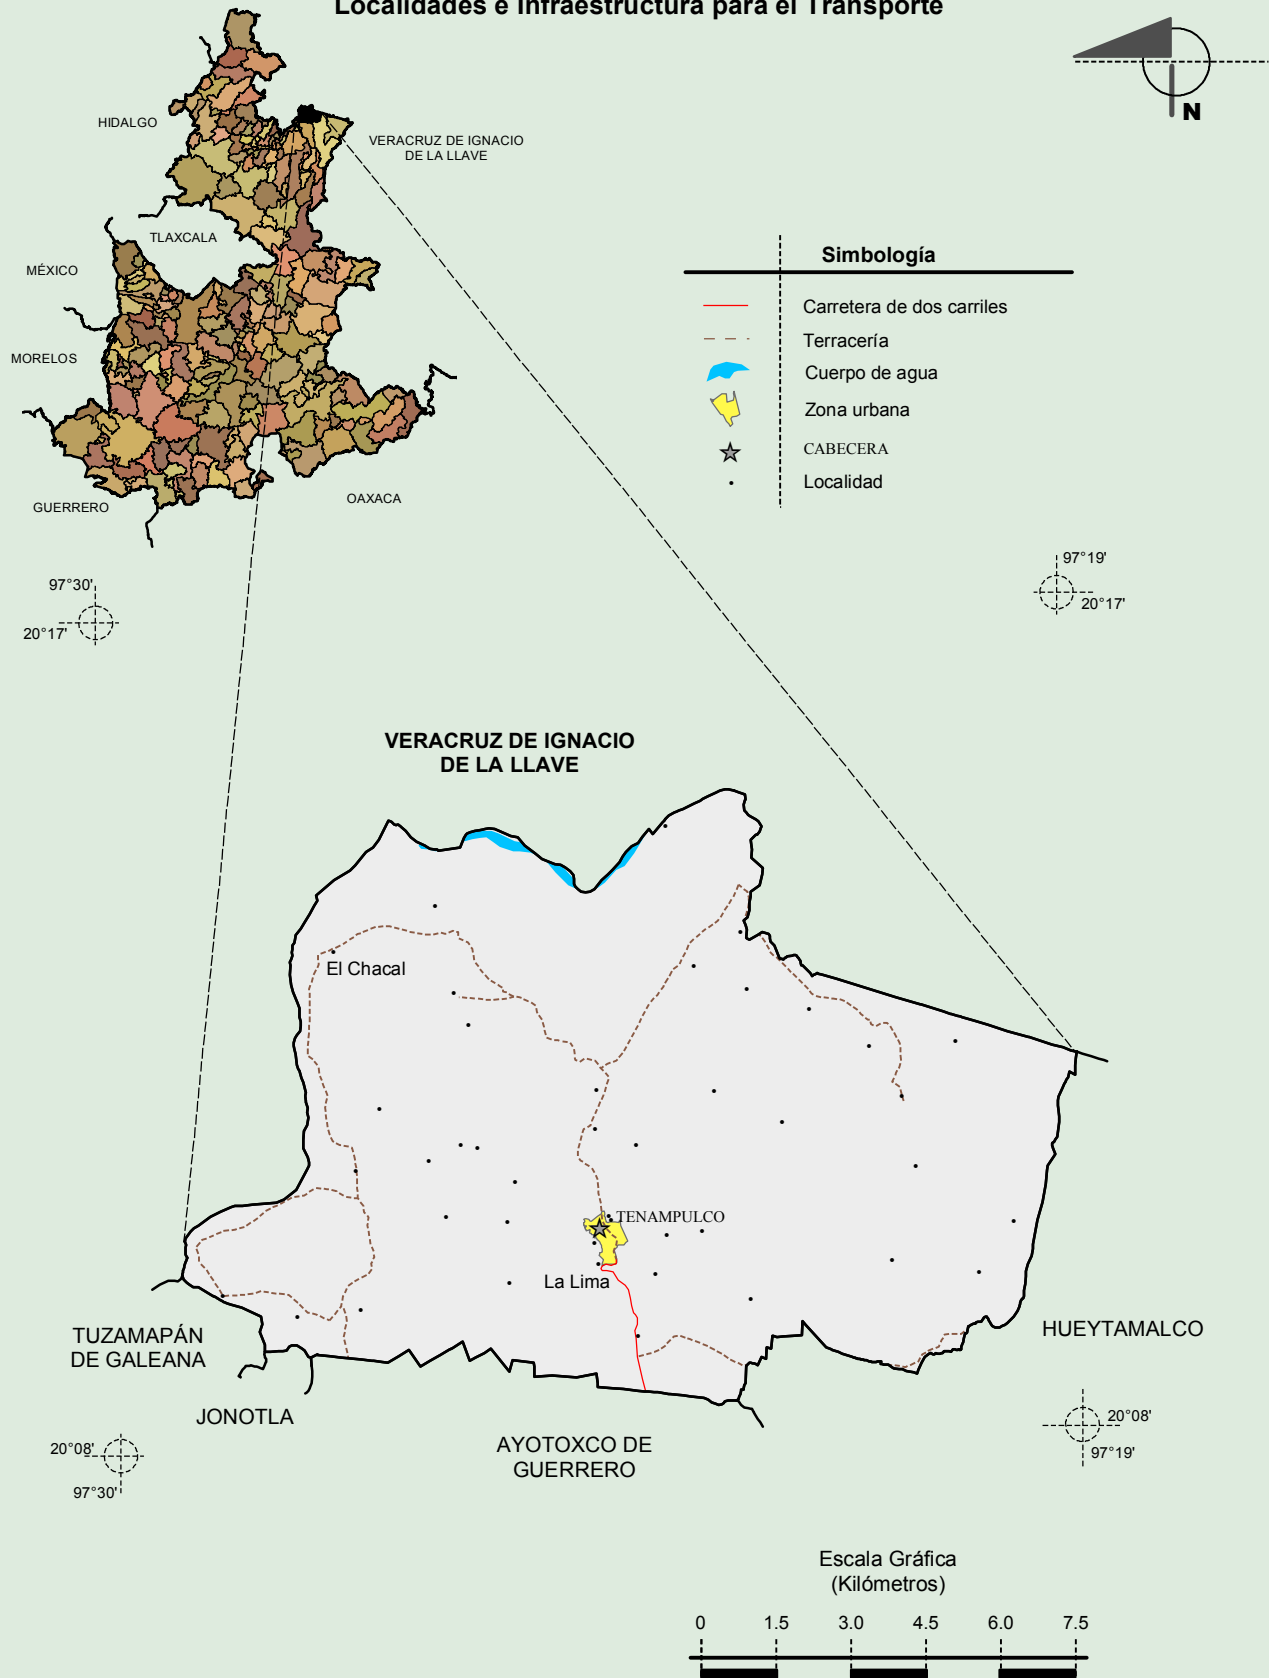 Localidades e Infraestructura para el Transporte
N
HIDALGO
VERACRUZ DE IGNACIO
DE LA LLAVE
TLAXCALA
MÉXICO
MORELOS
GUERRERO
OAXACA
Simbología
Carretera de dos carriles
Terracería
Cuerpo de agua
Zona urbana
CABECERA
Localidad
97°30'
20°17'
97°19'
20°17'
VERACRUZ DE IGNACIO
DE LA LLAVE
El Chacal
TENAMPULCO
La Lima
TUZAMAPÁN
DE GALEANA
HUEYTAMALCO
JONOTLA
AYOTOXCO DE
GUERRERO
20°08'
97°30'
20°08'
97°19'
Escala Gráfica
(Kilómetros)
0 1.5 3.0 4.5 6.0 7.5